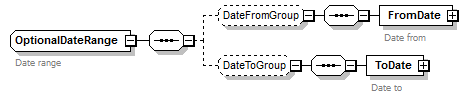 DateFromGroup
FromDate
Date from
OptionalDateRange
Date range
DateToGroup
ToDate
Date to